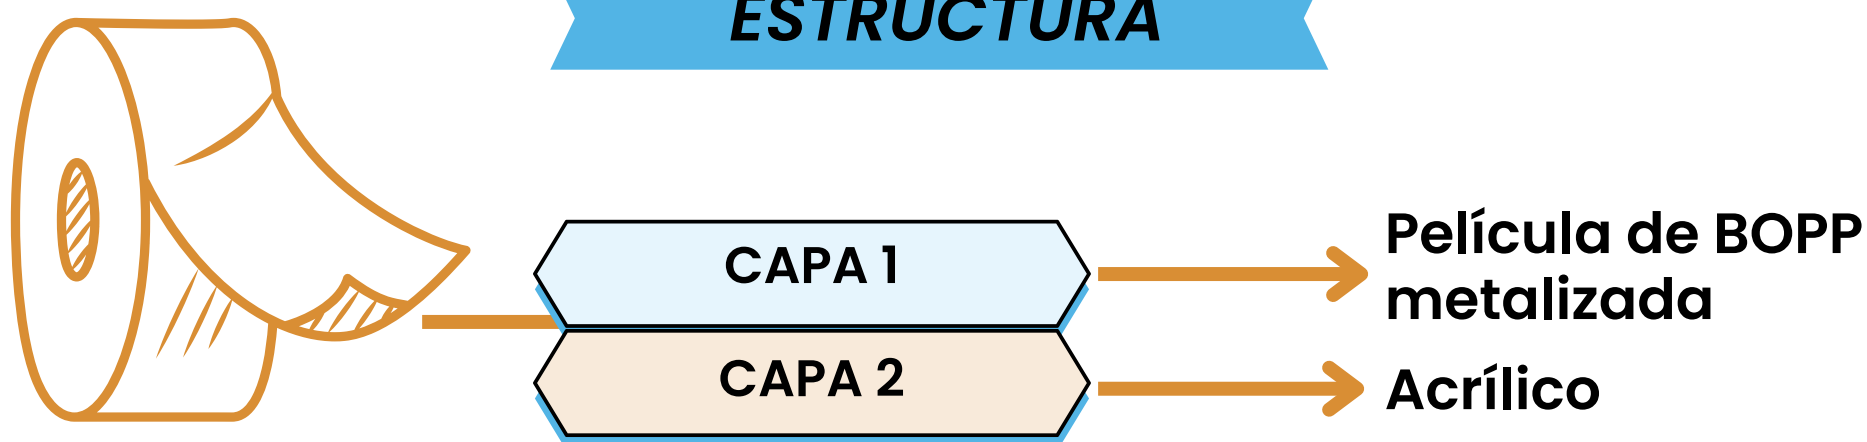 ESTRUCTURA
CAPA 1
Película de BOPP
metalizada
CAPA 2
Acrílico